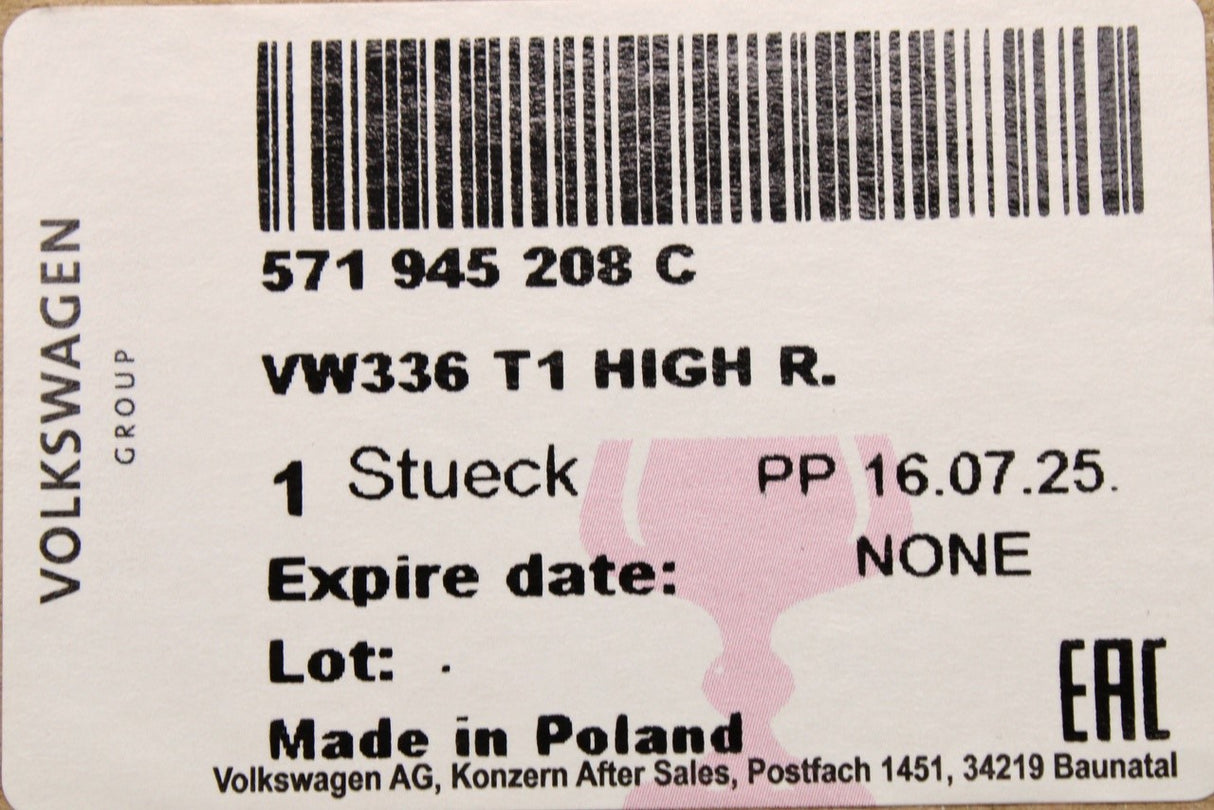 VOLKSWAGEN
GROUP
571 945 208 C
VW336 T1 HIGH R.
1 Stueck PP 16.07.25.
Expire date: NONE
Lot: .
Made in Poland
EAC
Volkswagen AG, Konzern After Sales, Postfach 1451, 34219 Baunatal